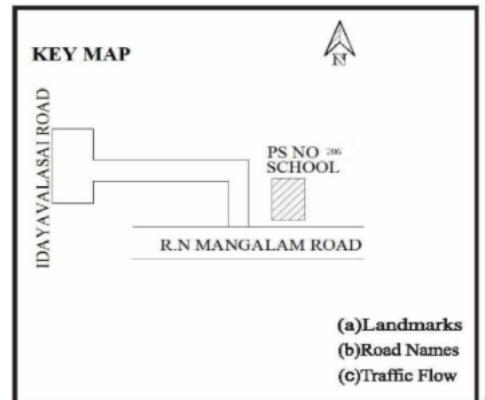 N
KEY MAP
IDAYAVALASAI ROAD
PS NO 206
SCHOOL
R.N MANGALAM ROAD
(a)Landmarks
(b)Road Names
(c)Traffic Flow